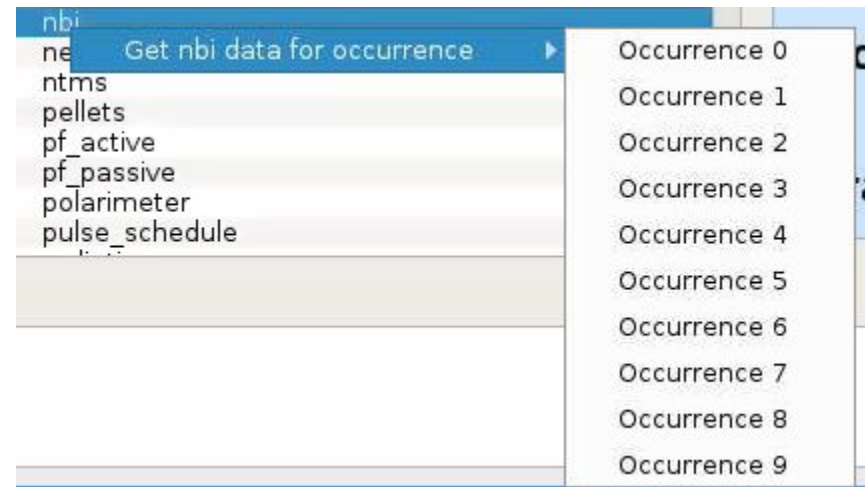 nbi
Get nbi data for occurrence
ntms
pellets
pf_active
pf_passive
polarimeter
pulse_schedule
Occurrence 0
Occurrence 1
Occurrence 2
Occurrence 3
Occurrence 4
Occurrence 5
Occurrence 6
Occurrence 7
Occurrence 8
Occurrence 9